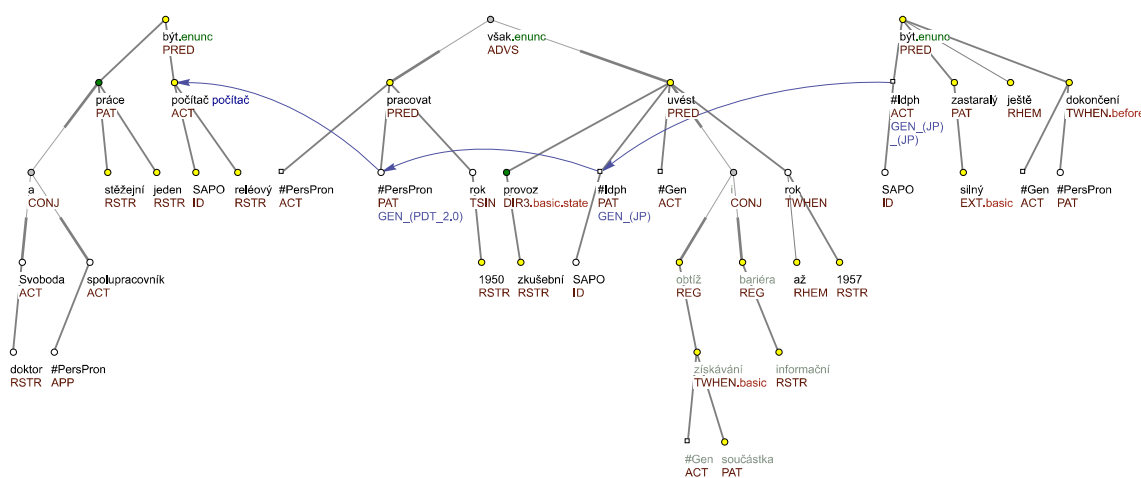 být.enunc
PRED
však.enunc
ADVS
být.enunc
PRED
práce
PAT
počítač počítač
ACT
pracovat
PRED
uvést
PRED
#Idph
ACT
GEN_(JP)
_(JP)
zastaralý
PAT
ještě
RHEM
dokončení
TWHEN.before
a
CONJ
stěžejní
RSTR
jeden
RSTR
SAPO
ID
reléový
RSTR
#PersPron
ACT
#PersPron
PAT
GEN_(PDT_2.0)
rok
TSIN
provoz
DIR3.basic.state
#Idph
PAT
GEN_(JP)
#Gen
ACT
i
CONJ
rok
TWHEN
SAPO
ID
silný
EXT.basic
#Gen
ACT
#PersPron
PAT
Svoboda
ACT
spolupracovník
ACT
1950
RSTR
zkušební
RSTR
SAPO
ID
obtíž
REG
bariéra
REG
až
RHEM
1957
RSTR
doktor
RSTR
#PersPron
APP
získávání
TWHEN.basic
informační
RSTR
#Gen
ACT
součástka
PAT